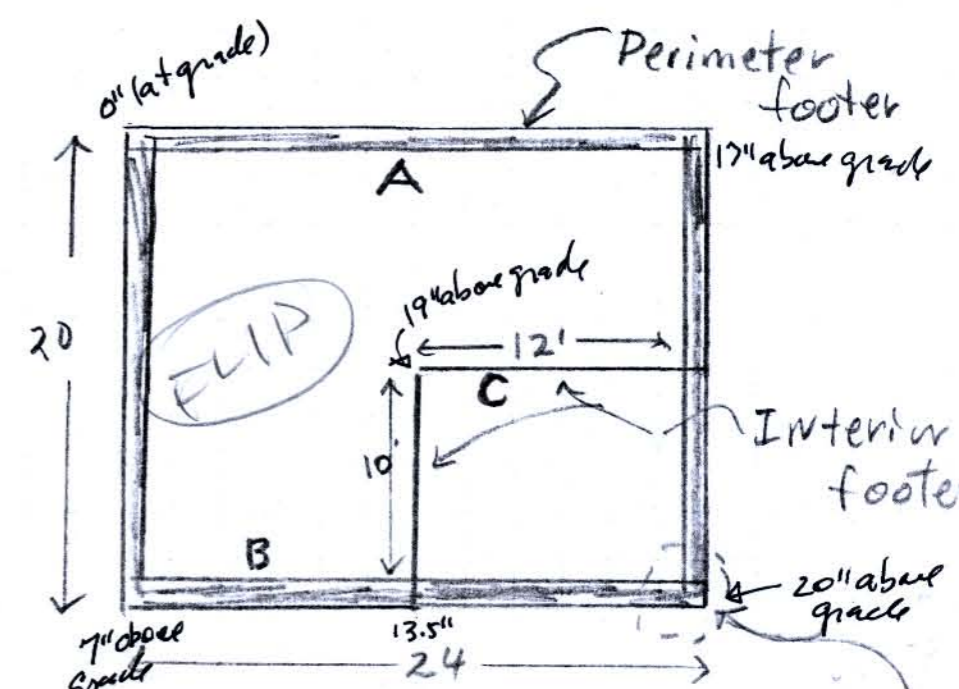 0" (at grade)
Perimeter
footer
17" above grade
A
19" above grade
12'
20
FLIP
C
10'
Interior
foote
B
20" above
grade
7" above
Grade
13.5"
24